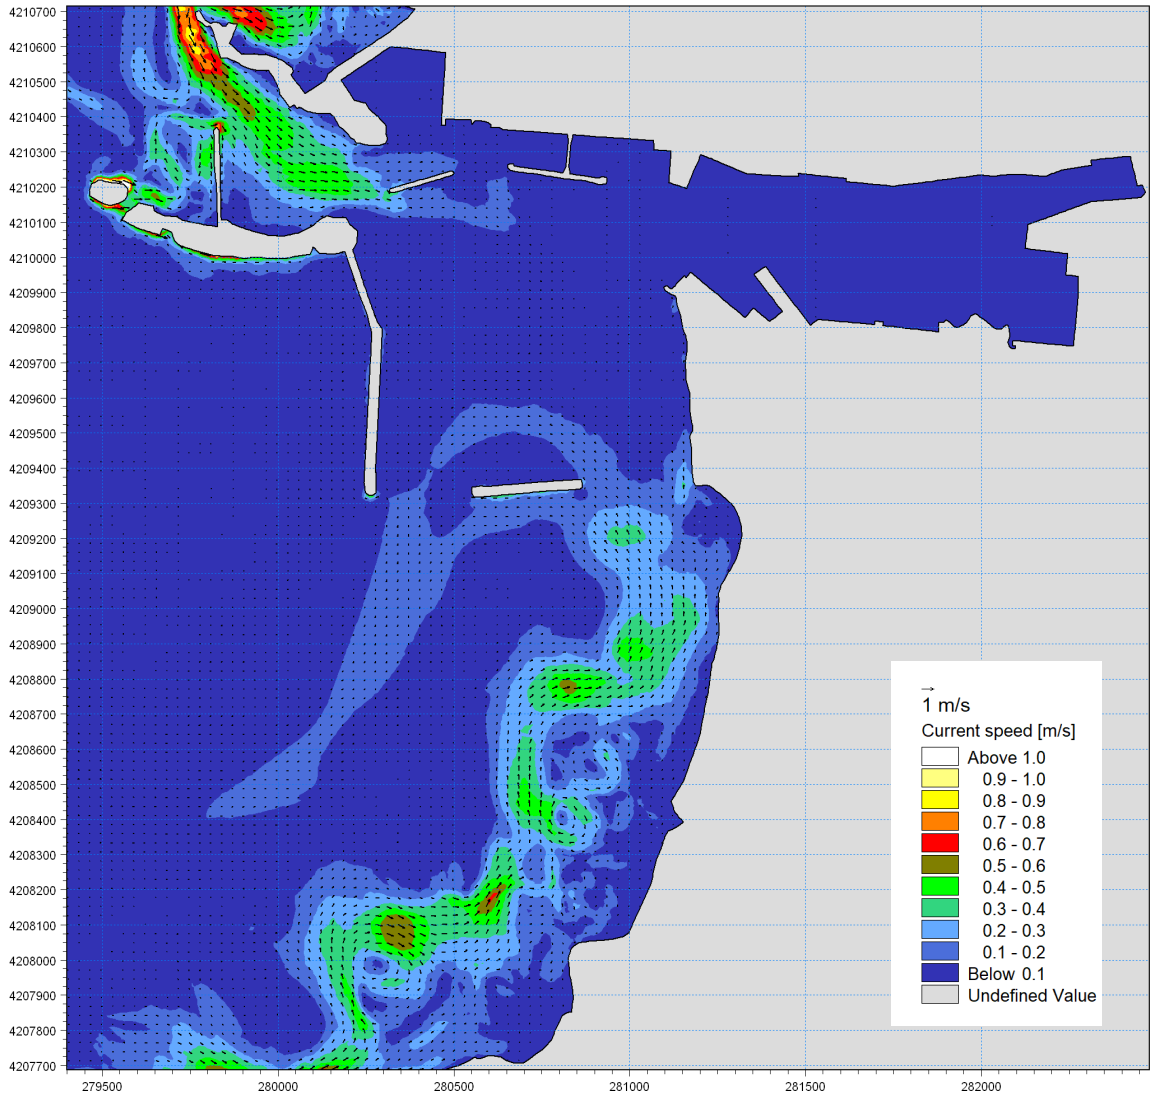 4210700
4210600
4210500
4210400
4210300
4210200
4210100
4210000
4209900
4209800
4209700
4209600
4209500
4209400
4209300
4209200
4209100
4209000
4208900
4208800
4208700
4208600
4208500
4208400
4208300
4208200
4208100
4208000
4207900
4207800
4207700
279500 280000 280500 281000 281500 282000
1 m/s
Current speed [m/s]
Above 1.0
0.9 - 1.0
0.8 - 0.9
0.7 - 0.8
0.6 - 0.7
0.5 - 0.6
0.4 - 0.5
0.3 - 0.4
0.2 - 0.3
0.1 - 0.2
Below 0.1
Undefined Value